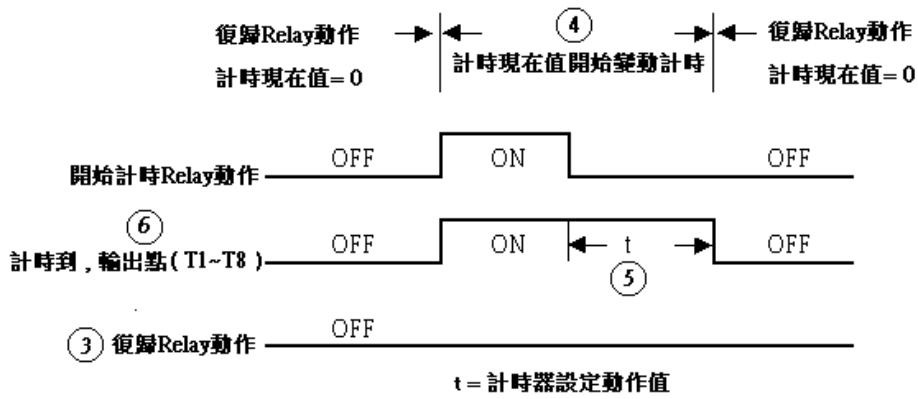 復歸Relay動作 ④ 復歸Relay動作
計時現在值= 0 計時現在值開始變動計時 計時現在值= 0
開始計時Relay動作 OFF ON OFF
⑥
計時到 , 輸出點( T1~T8 ) OFF ON t OFF
⑤
③ 復歸Relay動作 OFF
t = 計時器設定動作值